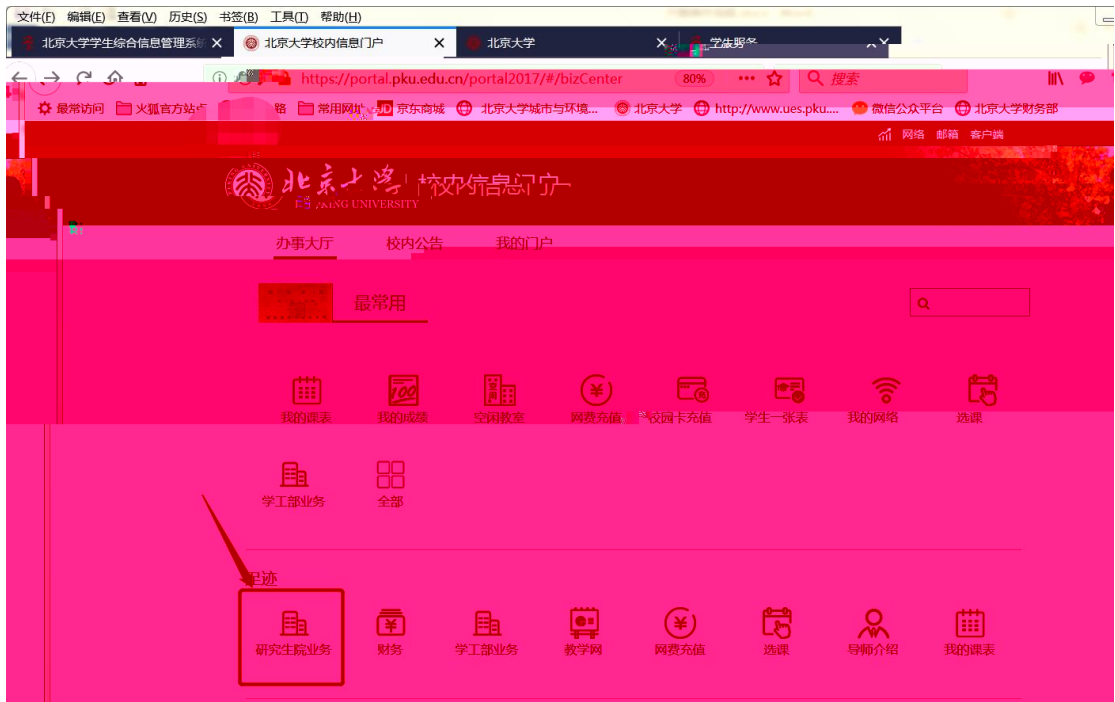 文件(F) 编辑(E) 查看(V) 历史(S) 书签(B) 工具(T) 帮助(H)
北京大学学生综合信息管理系统 北京大学校内信息门户 北京大学
https://portal.pku.edu.cn/portal2017/#/bizCenter 80% 搜索
最常访问 火狐官方站点 常用网址 JD 京东商城 北京大学城市与环境... 北京大学 http://www.ues.pku.... 微信公众平台 北京大学财务部
网络 邮箱 客户端
北京大学 校内信息门户
UNIVERSITY
办事大厅 校内公告 我的门户
最常用
100
我的课表 我的成绩 空闲教室 网费充值 校园卡充值 学生一张表 我的网络 选课
学工部业务 全部
足迹
研究生院业务 财务 学工部业务 教学网 网费充值 选课 导师介绍 我的课表